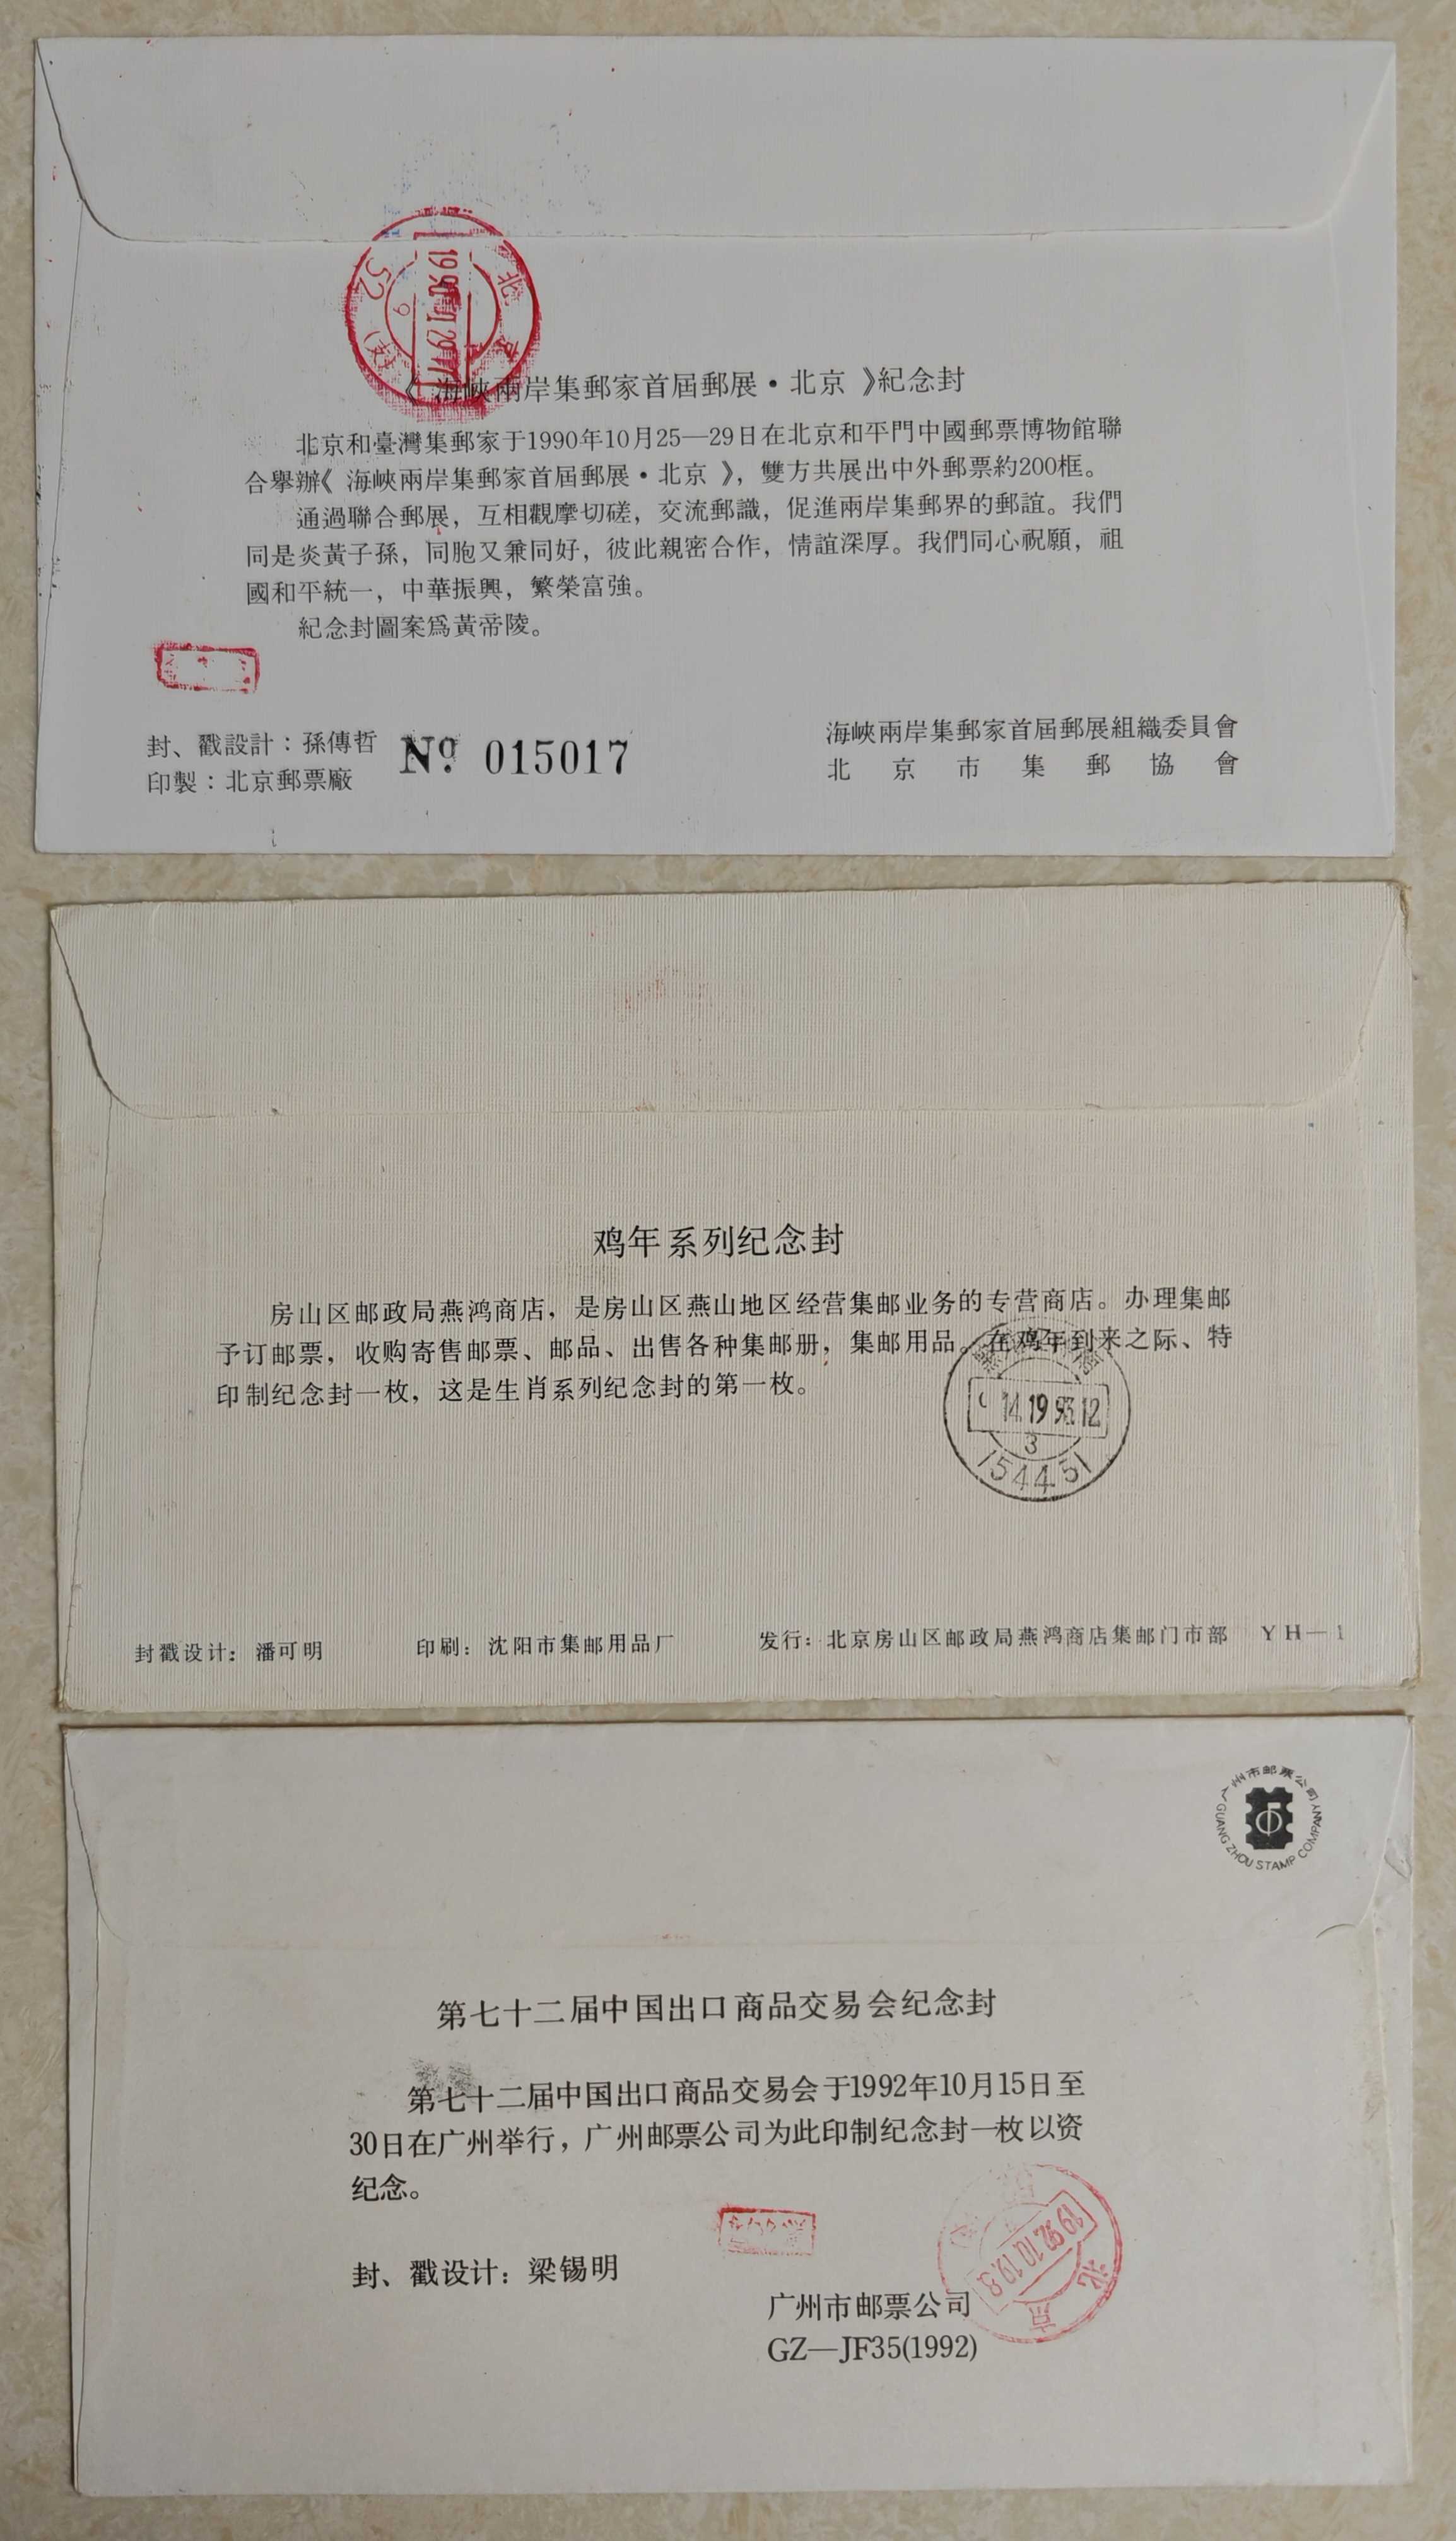 北京
52
《海峽兩岸集郵家首屆郵展·北京》紀念封
北京和臺灣集郵家于1990年10月25—29日在北京和平門中國郵票博物館聯
合舉辦《海峽兩岸集郵家首屆郵展·北京》，雙方共展出中外郵票約200框。
通過聯合郵展，互相觀摩切磋，交流郵識，促進兩岸集郵界的郵誼。我們
同是炎黃子孫，同胞又兼同好，彼此親密合作，情誼深厚。我們同心祝願，祖
國和平統一，中華振興，繁榮富強。
紀念封圖案爲黃帝陵。
封、戳設計：孫傳哲
印製：北京郵票廠
No 015017
海峽兩岸集郵家首屆郵展組織委員會
北京市集郵協會
鸡年系列纪念封
房山区邮政局燕鸿商店，是房山区燕山地区经营集邮业务的专营商店。办理集邮
予订邮票，收购寄售邮票、邮品、出售各种集邮册，集邮用品。在鸡年到来之际、特
印制纪念封一枚，这是生肖系列纪念封的第一枚。
3
154451
封戳设计：潘可明
印刷：沈阳市集邮用品厂
发行：北京房山区邮政局燕鸿商店集邮门市部 YH—1
广州市邮票公司
GUANG ZHOU STAMP COMPANY
第七十二届中国出口商品交易会纪念封
第七十二届中国出口商品交易会于1992年10月15日至
30日在广州举行，广州邮票公司为此印制纪念封一枚以资
纪念。
封、戳设计：梁锡明
1992.10.19.8
北京
广州市邮票公司
GZ—JF35(1992)